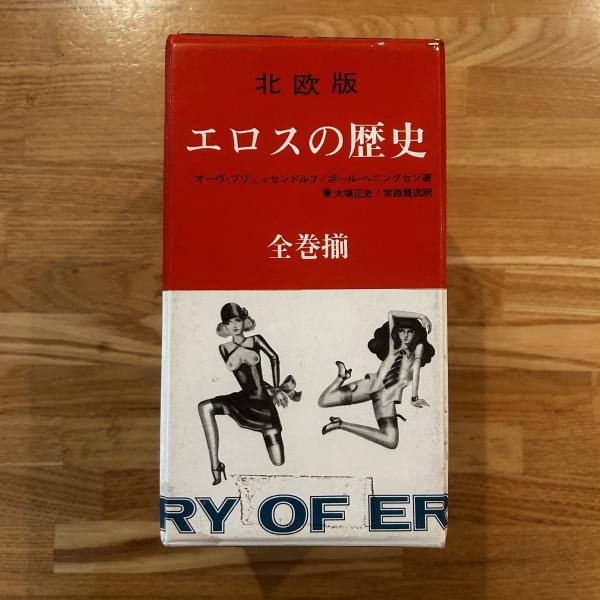 北欧版
エロスの歴史
オーヴ・ブリュッセンドルフ/ポール・ヘニングセン著
◉大場正史/宮西豊逸訳
全巻揃
RY OF ER